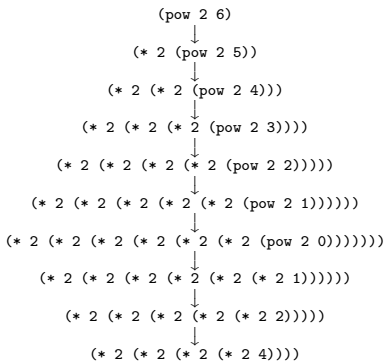 (pow 2 6)
(* 2 (pow 2 5))
(* 2 (* 2 (pow 2 4)))
(* 2 (* 2 (* 2 (pow 2 3))))
(* 2 (* 2 (* 2 (* 2 (pow 2 2)))))
(* 2 (* 2 (* 2 (* 2 (* 2 (pow 2 1))))))
(* 2 (* 2 (* 2 (* 2 (* 2 (* 2 (pow 2 0)))))))
(* 2 (* 2 (* 2 (* 2 (* 2 (* 2 1))))))
(* 2 (* 2 (* 2 (* 2 (* 2 2)))))
(* 2 (* 2 (* 2 (* 2 4))))